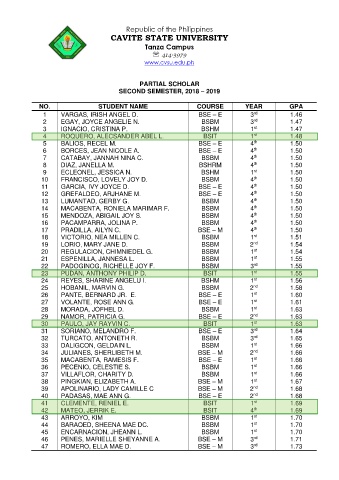 Republic of the Philippines
CAVITE STATE UNIVERSITY
Tanza Campus
☏ 414-3979
www.cvsu.edu.ph
PARTIAL SCHOLAR
SECOND SEMESTER, 2018 – 2019
NO. STUDENT NAME COURSE YEAR GPA
1 VARGAS, IRISH ANGEL D. BSE – E 3rd 1.46
2 EGAY, JOYCE ANGELIE N. BSBM 3rd 1.47
3 IGNACIO, CRISTINA P. BSHM 1st 1.47
4 ROQUERO, ALECSANDER ABEL L. BSIT 1st 1.48
5 BALIOS, RECEL M. BSE – E 4th 1.50
6 BORCES, JEAN NICOLE A. BSE – E 4th 1.50
7 CATABAY, JANNAH NINA C. BSBM 4th 1.50
8 DIAZ, JANELLA M. BSHRM 4th 1.50
9 ECLEONEL, JESSICA N. BSHM 1st 1.50
10 FRANCISCO, LOVELY JOY D. BSBM 4th 1.50
11 GARCIA, IVY JOYCE D. BSE – E 4th 1.50
12 GREFALDEO, ARJHANE M. BSE – E 4th 1.50
13 LUMANTAO, GERBY G. BSBM 4th 1.50
14 MACABENTA, RONIELA MARIMAR F. BSBM 4th 1.50
15 MENDOZA, ABIGAIL JOY S. BSBM 4th 1.50
16 PACAMPARRA, JOLINA P. BSBM 4th 1.50
17 PRADILLA, AILYN C. BSE – M 4th 1.50
18 VICTORIO, NEA MILLEN C. BSBM 1st 1.51
19 LORIO, MARY JANE D. BSBM 2nd 1.54
20 REGULACION, CHIMNIEDEL G. BSBM 1st 1.54
21 ESPENILLA, JANNESA L. BSBM 1st 1.55
22 PADOGINOG, RICHELLE JOY F. BSBM 3rd 1.55
23 PUDAN, ANTHONY PHILIP D. BSIT 1st 1.55
24 REYES, SHARINE ANGELU I. BSHM 1st 1.56
25 HOBANIL, MARVIN G. BSBM 2nd 1.58
26 PANTE, BERNARD JR. E. BSE – E 1st 1.60
27 VOLANTE, ROSE ANN G. BSE – E 1st 1.61
28 MORADA, JOPHEL D. BSBM 1st 1.63
29 NAMOR, PATRICIA G. BSE – E 2nd 1.63
30 PAULO, JAY RAYVIN C. BSIT 1st 1.63
31 SORIANO, MELANDRO F. BSE – E 3rd 1.64
32 TURCATO, ANTONETH R. BSBM 3rd 1.65
33 DALIGCON, GELDAIN L. BSBM 1st 1.66
34 JULIANES, SHERLIBETH M. BSE – M 2nd 1.66
35 MACABENTA, RAMESIS F. BSE – E 1st 1.66
36 PECENIO, CELESTIE S. BSBM 1st 1.66
37 VILLAFLOR, CHARITY D. BSBM 1st 1.66
38 PINGKIAN, ELIZABETH A. BSE – M 1st 1.67
39 APOLINARIO, LADY CAMILLE C BSE – M 2nd 1.68
40 PADASAS, MAE ANN G. BSE – E 2nd 1.68
41 CLEMENTE, RENIEL E. BSIT 1st 1.69
42 MATEO, JERRIK E. BSIT 4th 1.69
43 ARROYO, KIM BSBM 1st 1.70
44 BARAOED, SHEENA MAE DC. BSBM 1st 1.70
45 ENCARNACION, JHEANN L. BSBM 1st 1.70
46 PENES, MARIELLE SHEYANNE A. BSE – M 3rd 1.71
47 ROMERO, ELLA MAE D. BSE – M 3rd 1.73